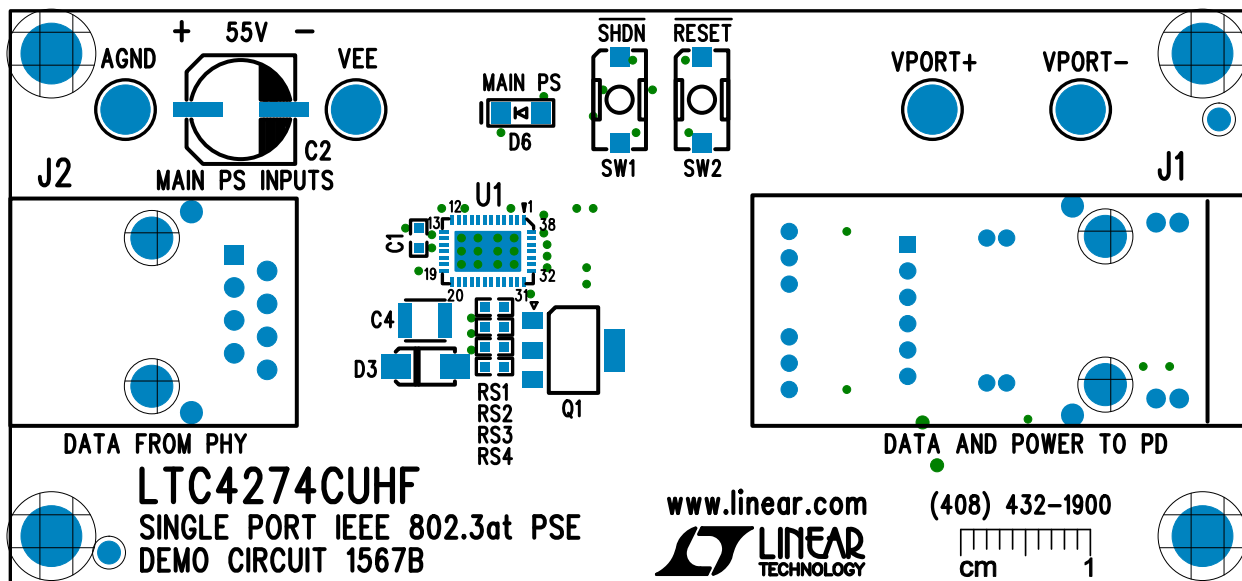 + 55V -
AGND
VEE
C2
J2
MAIN PS INPUTS
MAIN PS
D6
SHDN
RESET
SW1
SW2
VPORT+
VPORT-
J1
U1
12
1
13
38
C1
19
32
20
31
C4
D3
RS1
RS2
RS3
RS4
Q1
DATA FROM PHY
DATA AND POWER TO PD
LTC4274CUHF
SINGLE PORT IEEE 802.3at PSE
DEMO CIRCUIT 1567B
www.linear.com
(408) 432-1900
LINEAR
TECHNOLOGY
cm 1